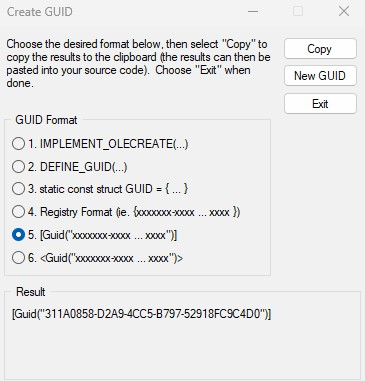 Create GUID
Choose the desired format below, then select "Copy" to
copy the results to the clipboard (the results can then be
pasted into your source code). Choose "Exit" when
done.
Copy
New GUID
Exit
GUID Format
1. IMPLEMENT_OLECREATE(...)
2. DEFINE_GUID(...)
3. static const struct GUID = { ... }
4. Registry Format (ie. {xxxxxxx-xxxx ... xxxx })
5. [Guid("xxxxxxx-xxxx ... xxxx")]
6. <Guid("xxxxxxx-xxxx ... xxxx")>
Result
[Guid("311A0858-D2A9-4CC5-B797-52918FC9C4D0")]